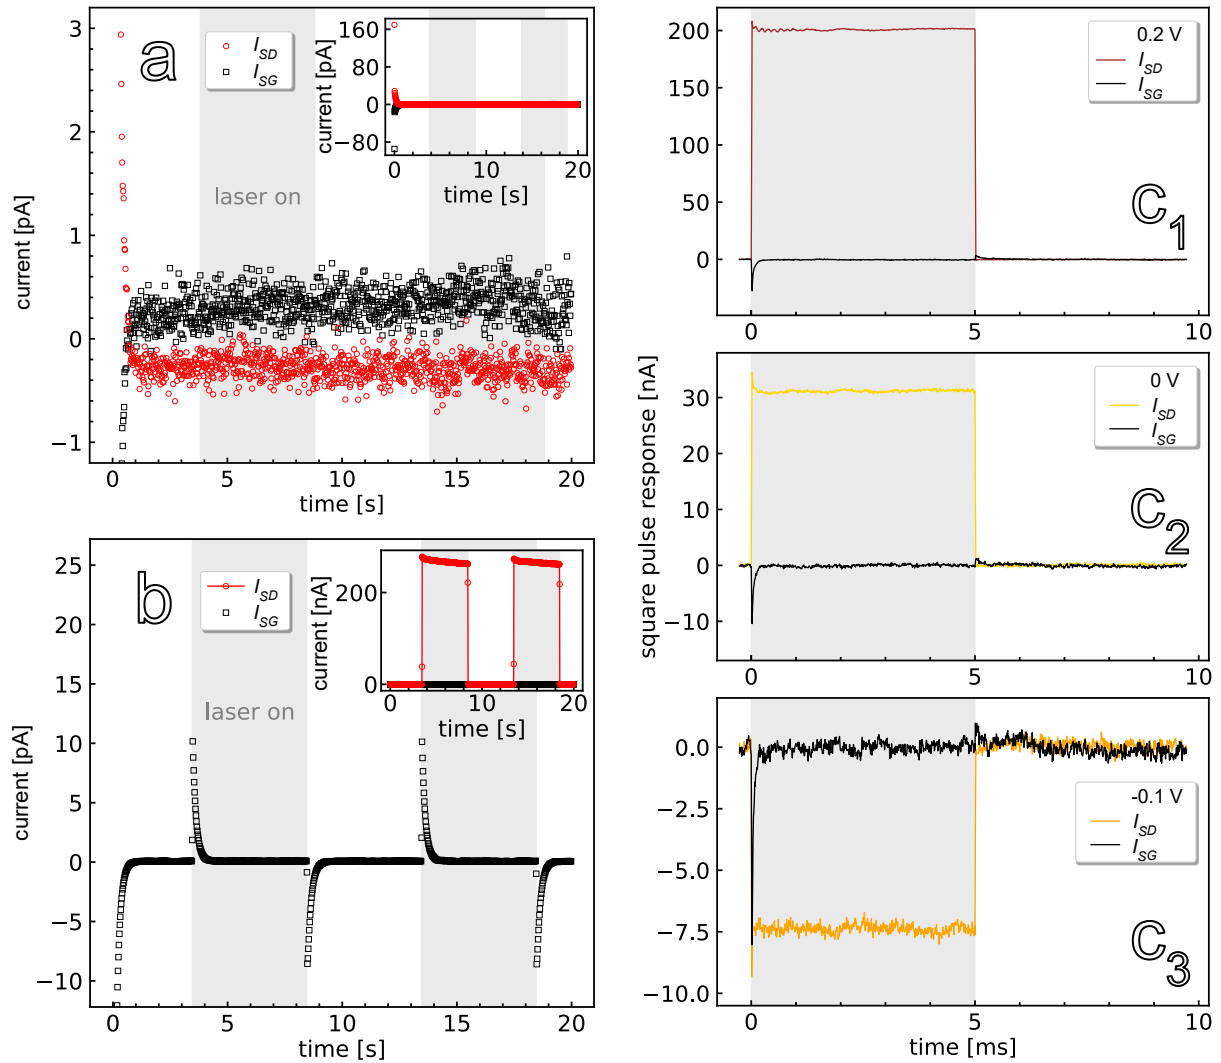 a
I_SD
I_SG
laser on
current [pA]
3
2
1
0
−1
0
5
10
15
20
time [s]
current [pA]
160
80
0
−80
0
10
20
time [s]
b
I_SD
I_SG
laser on
current [pA]
25
20
15
10
5
0
−5
−10
0
5
10
15
20
time [s]
current [nA]
200
0
0
10
20
time [s]
square pulse response [nA]
200
150
100
50
0
0.2 V
I_SD
I_SG
C1
0
5
10
30
20
10
0
−10
0 V
I_SD
I_SG
C2
0
5
10
0.0
−2.5
−5.0
−7.5
−10.0
-0.1 V
I_SD
I_SG
C3
0
5
10
time [ms]